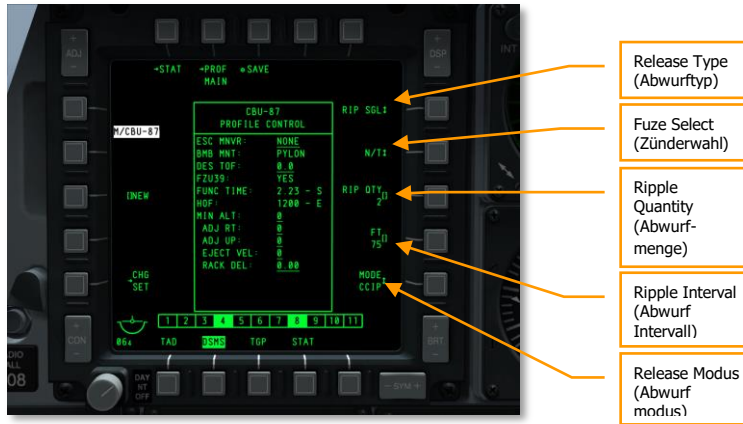 ADJ
DSP
INT
→STAT →PROF ⊕SAVE
MAIN
CBU-87
PROFILE CONTROL
RIP SGL↕
M/CBU-87
ESC MNVR: NONE
BMB MNT: PYLON
N/T↕
DES TOF: 0.0
FZU39: YES
[]NEW
FUNC TIME: 2.23 - S
RIP QTY
2[]
HOF: 1200 - E
MIN ALT: 0
ADJ RT: 0
ADJ UP: 0
FT
75[]
EJECT VEL: 0
RACK DEL: 0.00
CHG
SET
MODE
CCIP
1 2 3 4 5 6 7 8 9 10 11
CON
BRT
064 TAD DSMS TGP STAT
08
DAY
NT
OFF
- SYM +
Release Type
(Abwurftyp)
Fuze Select
(Zünderwahl)
Ripple
Quantity
(Abwurf-
menge)
Ripple Interval
(Abwurf
Intervall)
Release Modus
(Abwurf
modus)